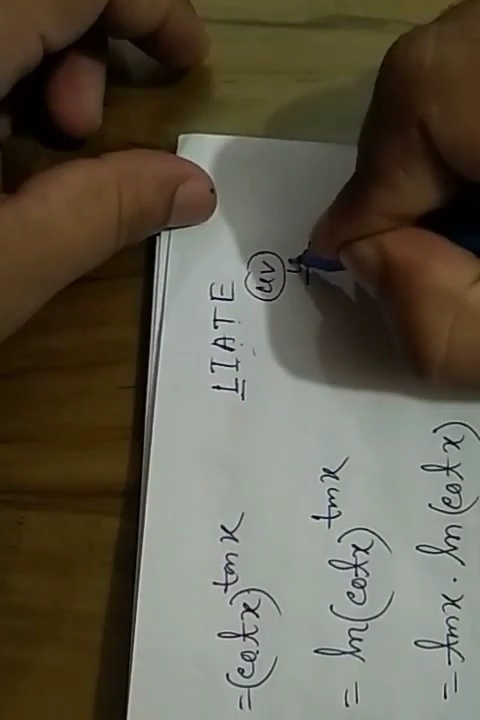 =(cotx)^tanx
LIATE
uv
= ln(cotx)^tanx
= tanx . ln(cotx)